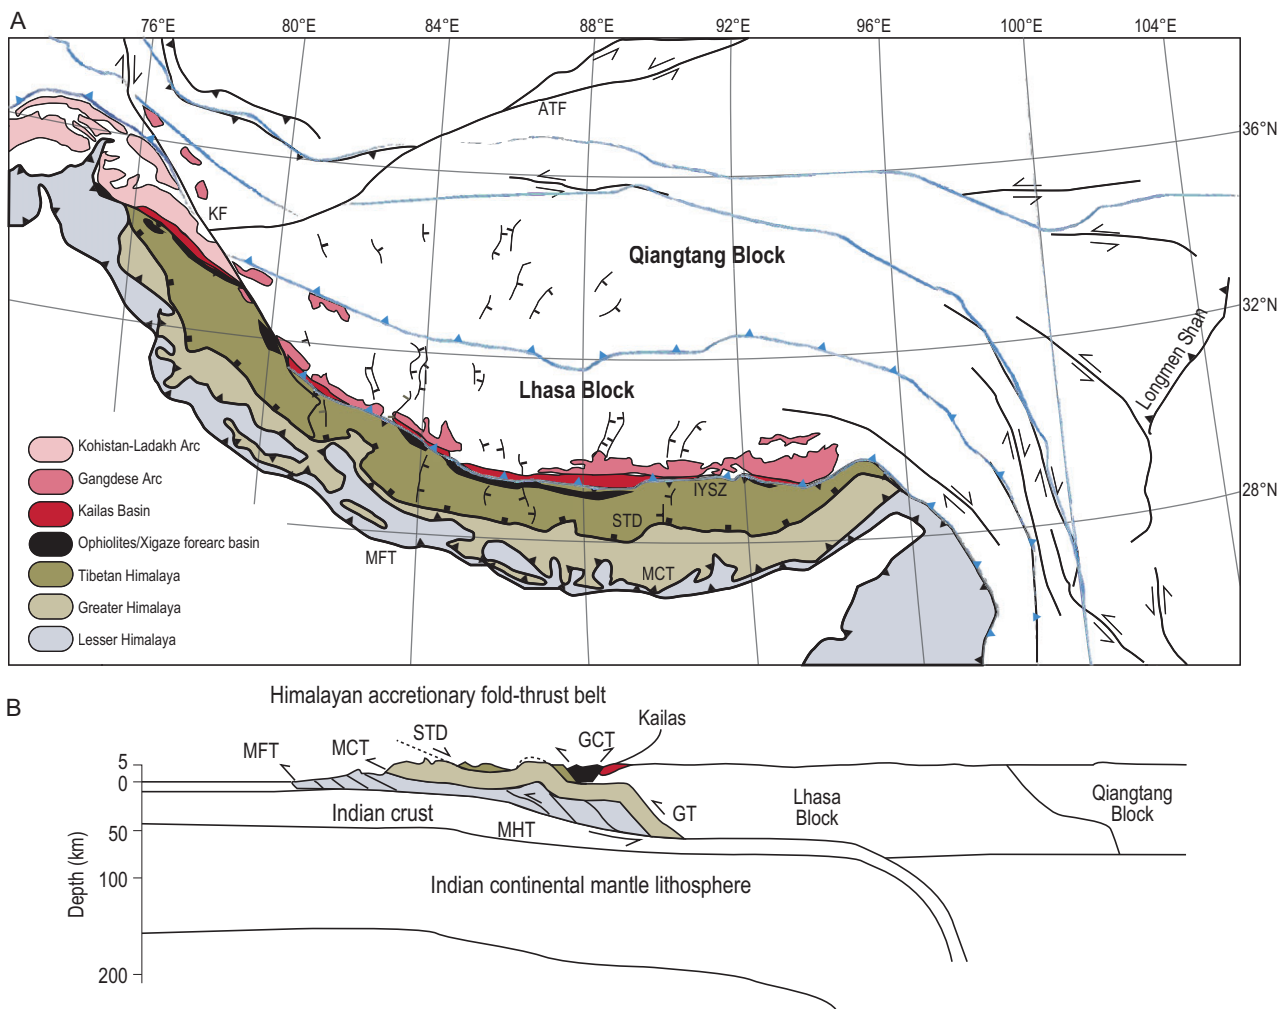 A
76°E
80°E
84°E
88°E
92°E
96°E
100°E
104°E
36°N
32°N
28°N
ATF
KF
Qiangtang Block
Lhasa Block
Longmen Shan
IYSZ
STD
MCT
MFT
Kohistan-Ladakh Arc
Gangdese Arc
Kailas Basin
Ophiolites/Xigaze forearc basin
Tibetan Himalaya
Greater Himalaya
Lesser Himalaya
B
Himalayan accretionary fold-thrust belt
Kailas
MFT
MCT
STD
GCT
5
0
50
100
200
Depth (km)
Indian crust
MHT
GT
Lhasa
Block
Qiangtang
Block
Indian continental mantle lithosphere